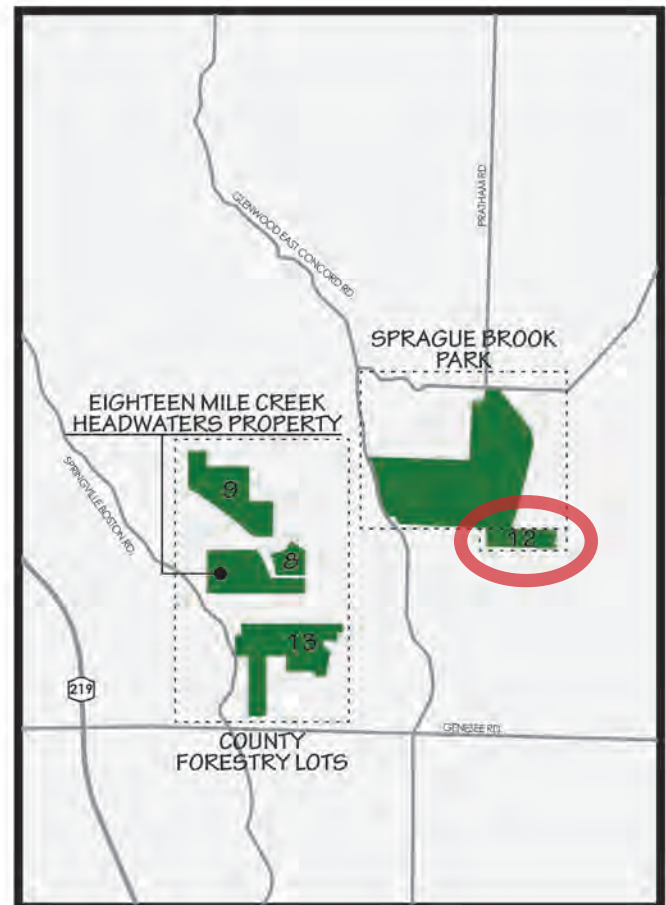 GLENWOOD EAST CONCORD RD.
PRATHAM RD.
SPRAGUE BROOK
PARK
EIGHTEEN MILE CREEK
HEADWATERS PROPERTY
SPRINGVILLE BOSTON RD.
9
8
12
13
219
GENESEE RD.
COUNTY
FORESTRY LOTS